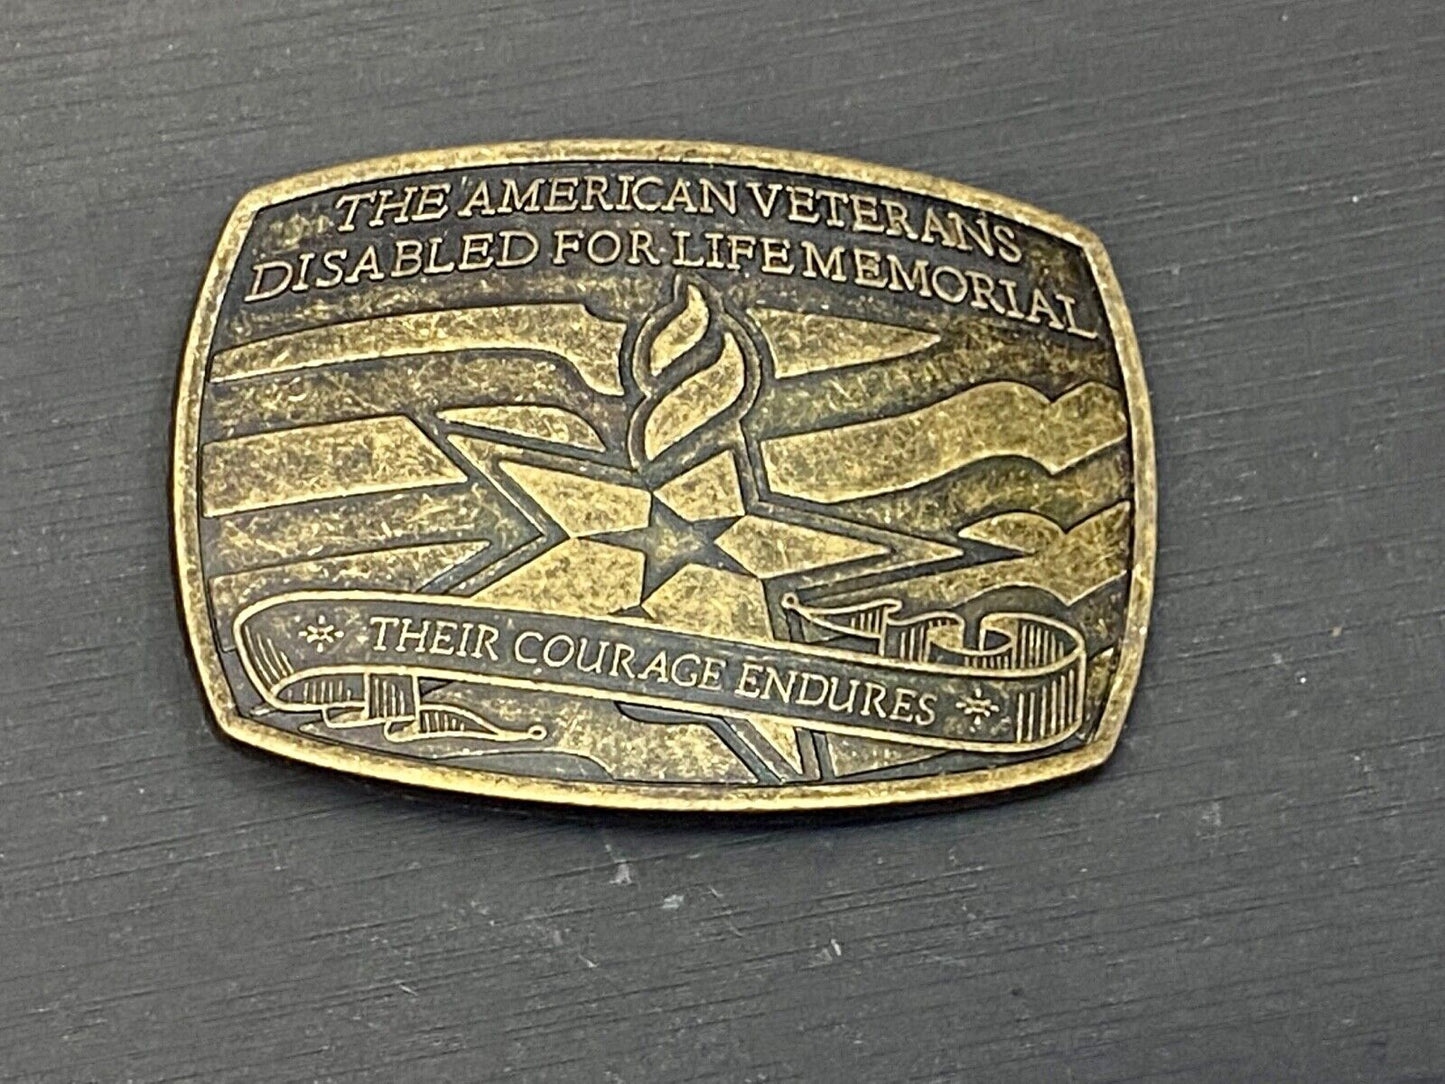 THE AMERICAN VETERANS
DISABLED FOR LIFE MEMORIAL
THEIR COURAGE ENDURES